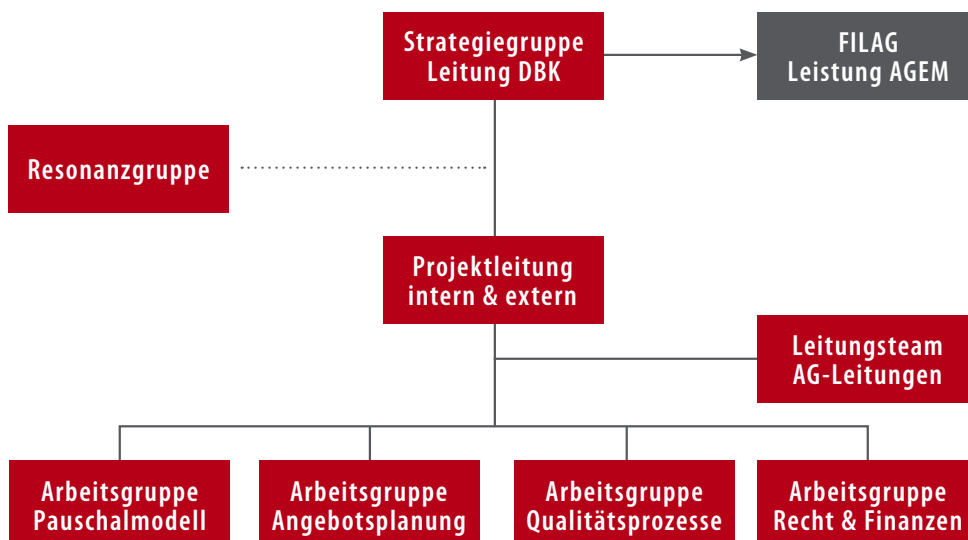 Strategiegruppe
Leitung DBK
FILAG
Leistung AGEM
Resonanzgruppe
Projektleitung
intern & extern
Leitungsteam
AG-Leitungen
Arbeitsgruppe
Pauschalmodell
Arbeitsgruppe
Angebotsplanung
Arbeitsgruppe
Qualitätsprozesse
Arbeitsgruppe
Recht & Finanzen